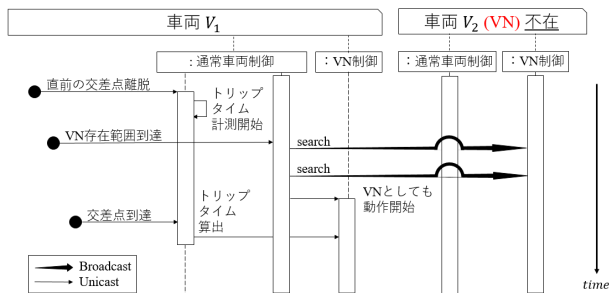 車両 V₁
車両 V₂ (VN) 不在
:通常車両制御
:VN制御
:通常車両制御
:VN制御
直前の交差点離脱
トリップ
タイム
計測開始
VN存在範囲到達
search
search
トリップ
タイム
算出
VNとしても
動作開始
交差点到達
Broadcast
Unicast
time